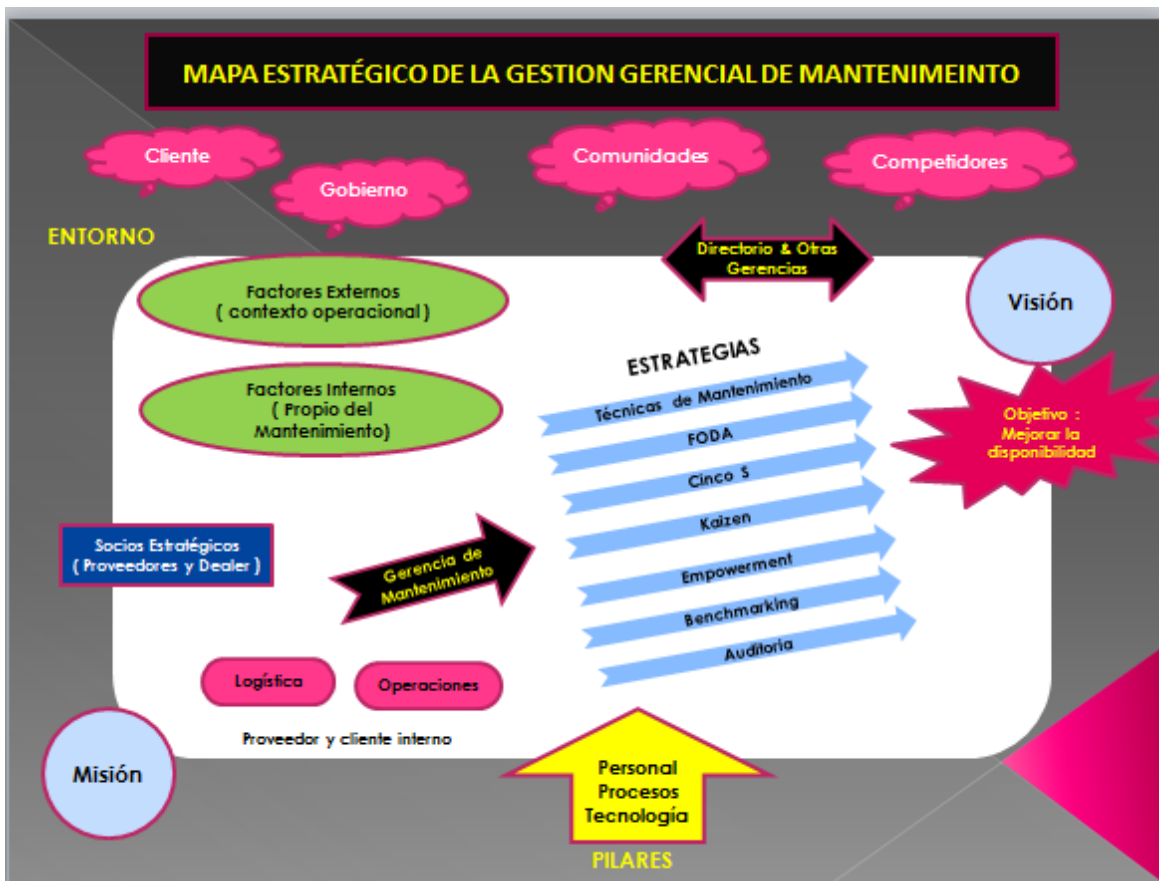 MAPA ESTRATÉGICO DE LA GESTION GERENCIAL DE MANTENIMEINTO
Cliente
Gobierno
Comunidades
Competidores
ENTORNO
Directorio & Otras
Gerencias
Visión
Factores Externos
( contexto operacional )
Factores Internos
( Propio del
Mantenimiento)
ESTRATEGIAS
Técnicas de Mantenimiento
FODA
Cinco S
Kaizen
Empowerment
Benchmarking
Auditoria
Objetivo :
Mejorar la
disponibilidad
Socios Estratégicos
( Proveedores y Dealer )
Gerencia de
Mantenimiento
Logística
Operaciones
Proveedor y cliente interno
Misión
Personal
Procesos
Tecnología
PILARES